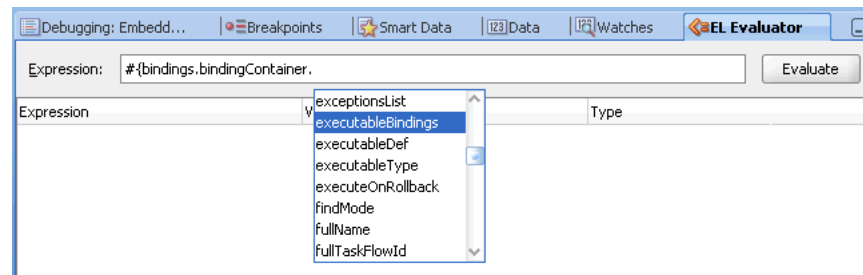 Debugging: Embedd... Breakpoints Smart Data 123 Data Watches EL Evaluator
Expression: #{bindings.bindingContainer. Evaluate
Expression V Type
exceptionsList
executableBindings
executableDef
executableType
executeOnRollback
findMode
fullName
fullTaskFlowId